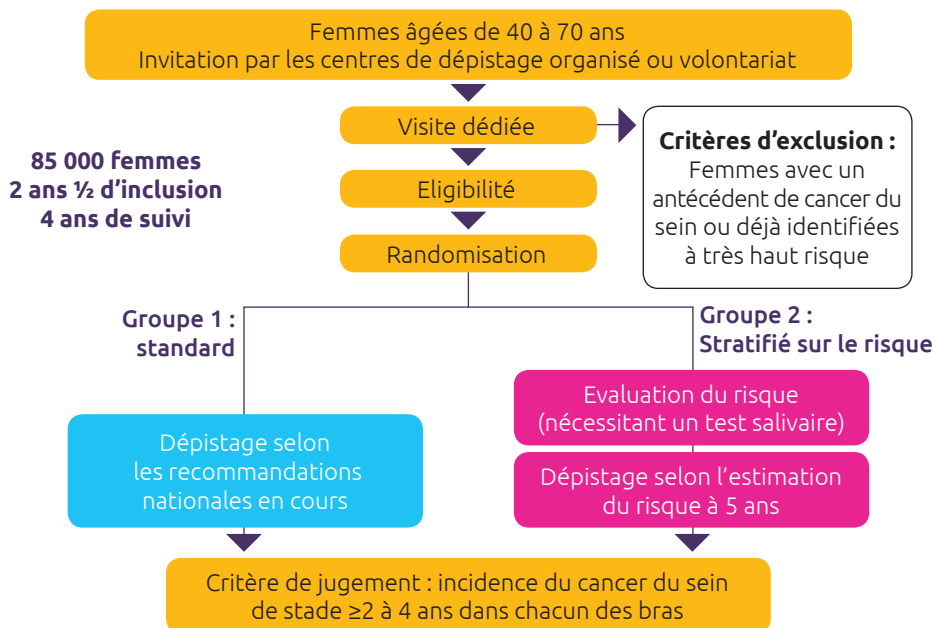 Femmes âgées de 40 à 70 ans
Invitation par les centres de dépistage organisé ou volontariat
Visite dédiée
Critères d'exclusion :
Femmes avec un
antécédent de cancer du
sein ou déjà identifiées
à très haut risque
85 000 femmes
2 ans ½ d'inclusion
4 ans de suivi
Eligibilité
Randomisation
Groupe 1 :
standard
Groupe 2 :
Stratifié sur le risque
Dépistage selon
les recommandations
nationales en cours
Evaluation du risque
(nécessitant un test salivaire)
Dépistage selon l'estimation
du risque à 5 ans
Critère de jugement : incidence du cancer du sein
de stade ≥2 à 4 ans dans chacun des bras